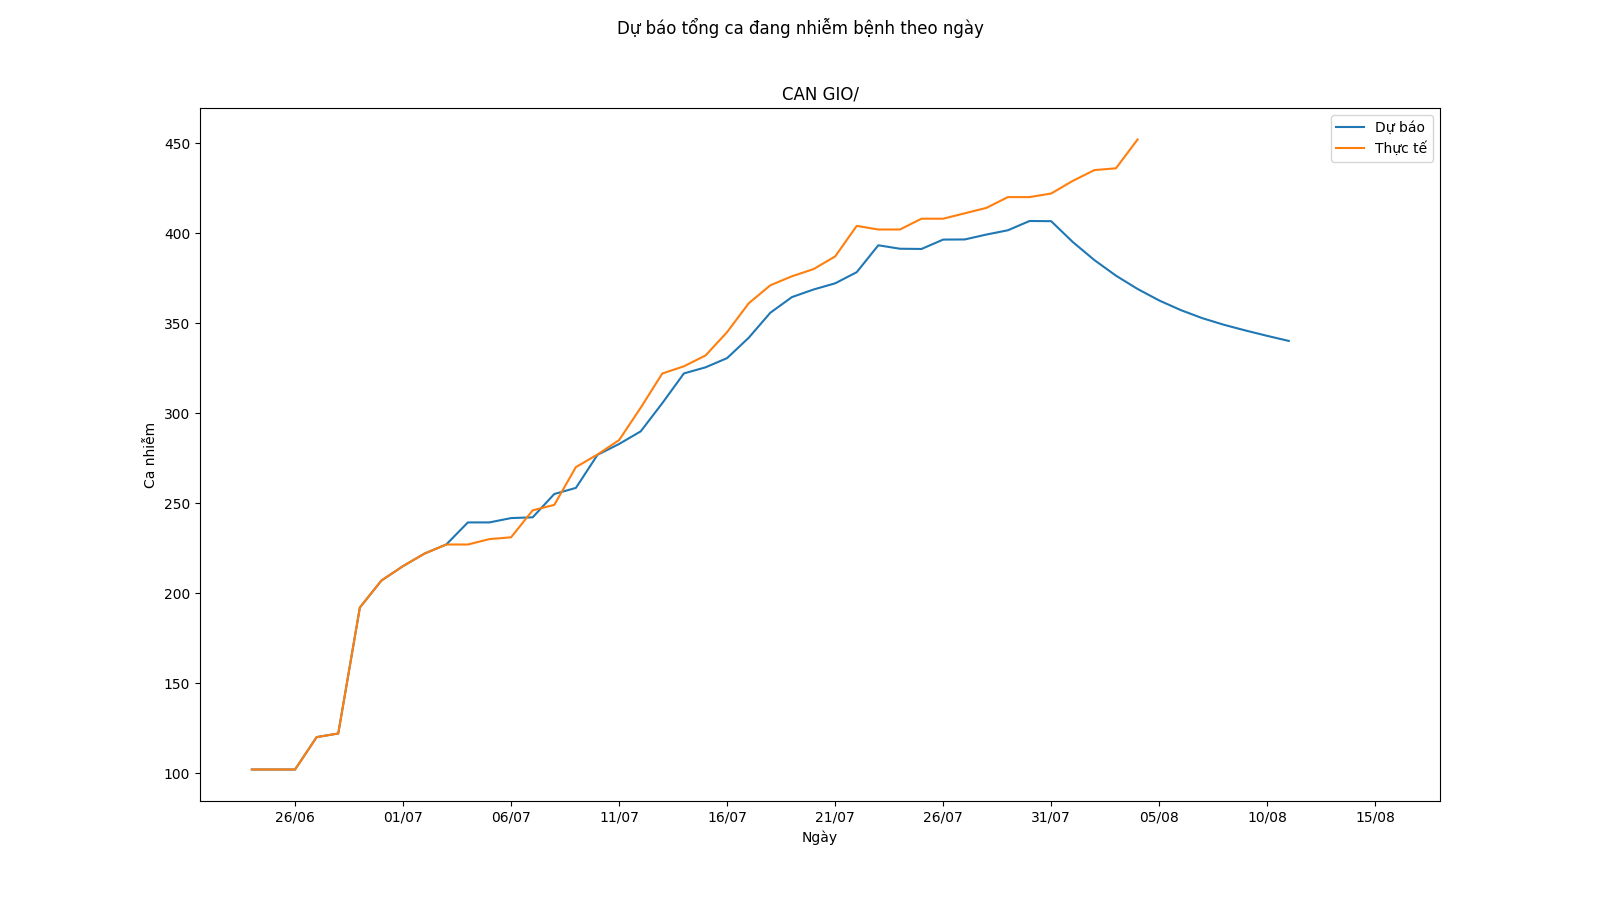 Dự báo tổng ca đang nhiễm bệnh theo ngày
CAN GIO/
Dự báo
Thực tế
Ca nhiễm
450
400
350
300
250
200
150
100
26/06 01/07 06/07 11/07 16/07 21/07 26/07 31/07 05/08 10/08 15/08
Ngày